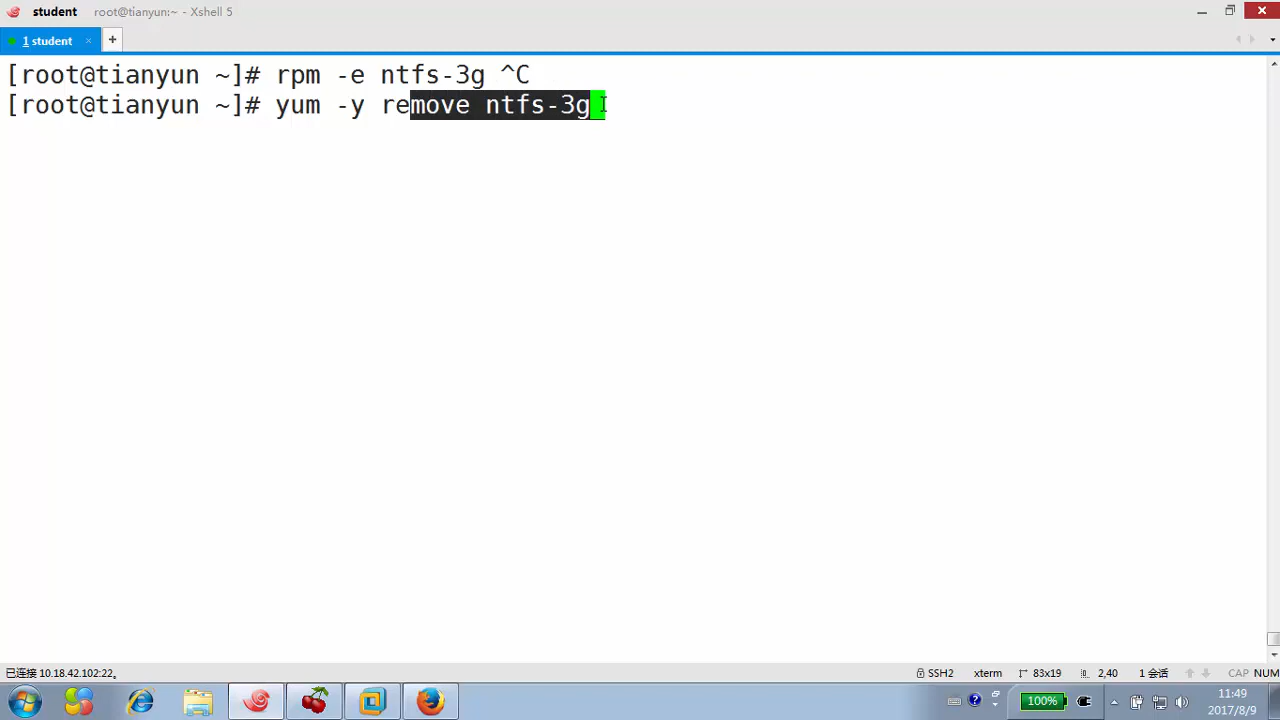 student root@tianyun:~ - Xshell 5
1 student × +
[root@tianyun ~]# rpm -e ntfs-3g ^C
[root@tianyun ~]# yum -y remove ntfs-3g
已连接 10.18.42.102:22。 SSH2 xterm 83x19 2,40 1 会话 CAP NUM
100% 11:49
2017/8/9